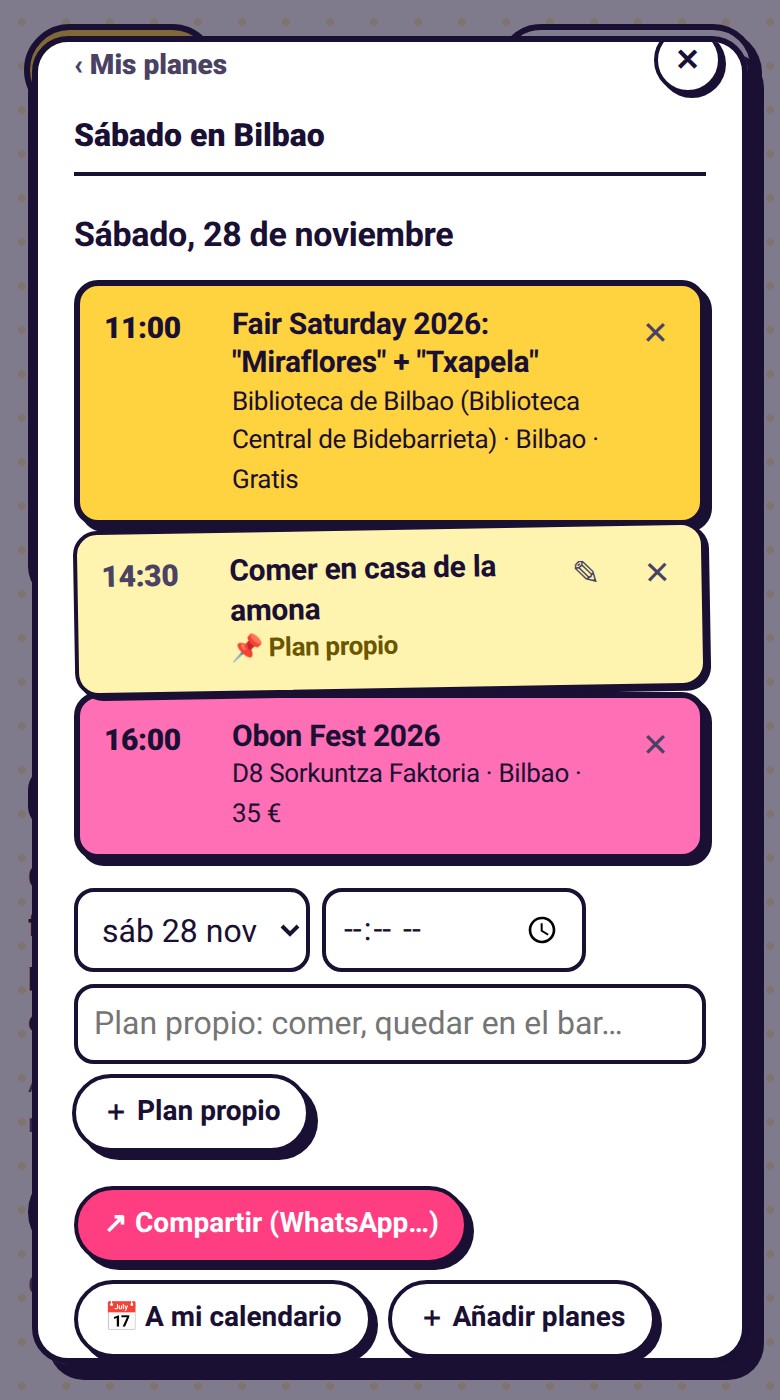 ‹ Mis planes
✕
Sábado en Bilbao
Sábado, 28 de noviembre
11:00
Fair Saturday 2026:
"Miraflores" + "Txapela"
Biblioteca de Bilbao (Biblioteca
Central de Bidebarrieta) · Bilbao ·
Gratis
✕
14:30
Comer en casa de la
amona
📌 Plan propio
✎ ✕
16:00
Obon Fest 2026
D8 Sorkuntza Faktoria · Bilbao ·
35 €
✕
sáb 28 nov
--:-- --
Plan propio: comer, quedar en el bar…
+ Plan propio
↗ Compartir (WhatsApp…)
📅 A mi calendario
+ Añadir planes